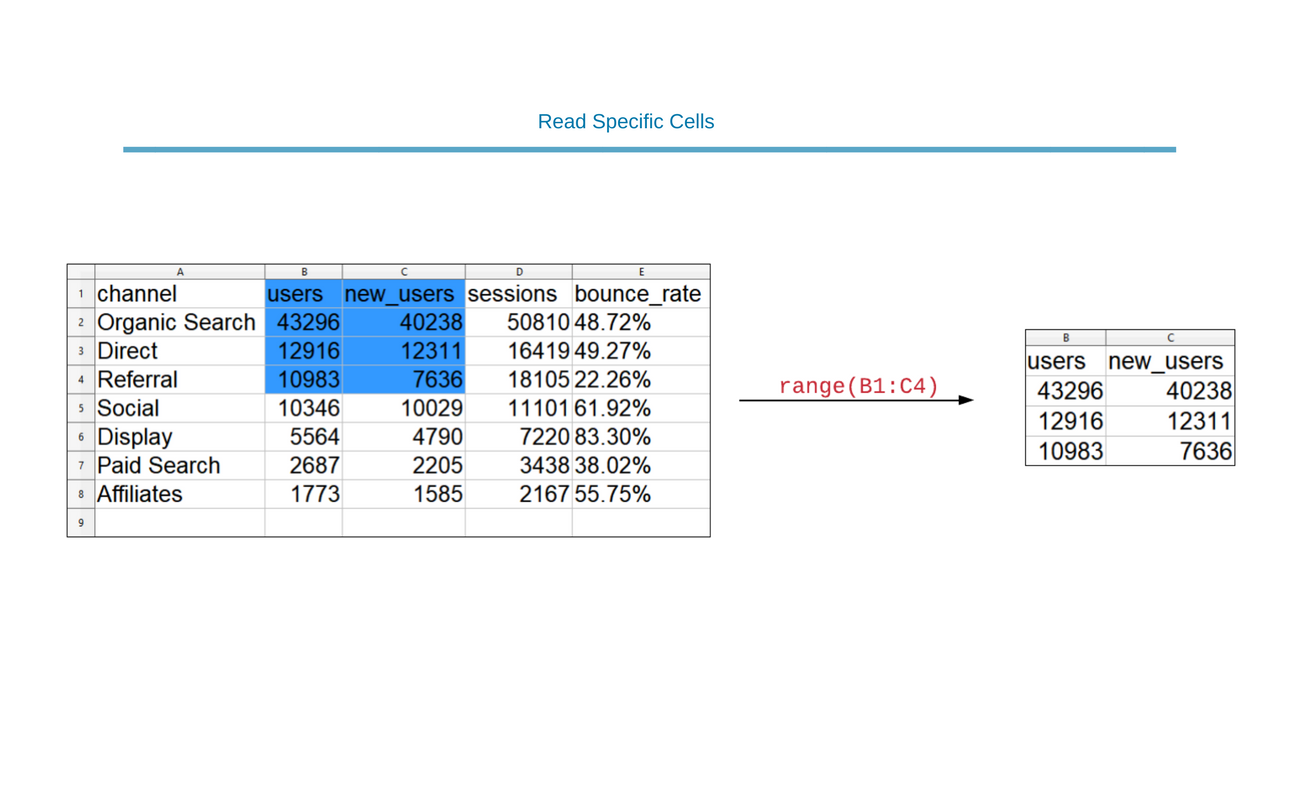 Read Specific Cells
A B C D E
1 channel users new_users sessions bounce_rate
2 Organic Search 43296 40238 50810 48.72%
3 Direct 12916 12311 16419 49.27%
4 Referral 10983 7636 18105 22.26%
5 Social 10346 10029 11101 61.92%
6 Display 5564 4790 7220 83.30%
7 Paid Search 2687 2205 3438 38.02%
8 Affiliates 1773 1585 2167 55.75%
9
range(B1:C4)
B C
users new_users
43296 40238
12916 12311
10983 7636